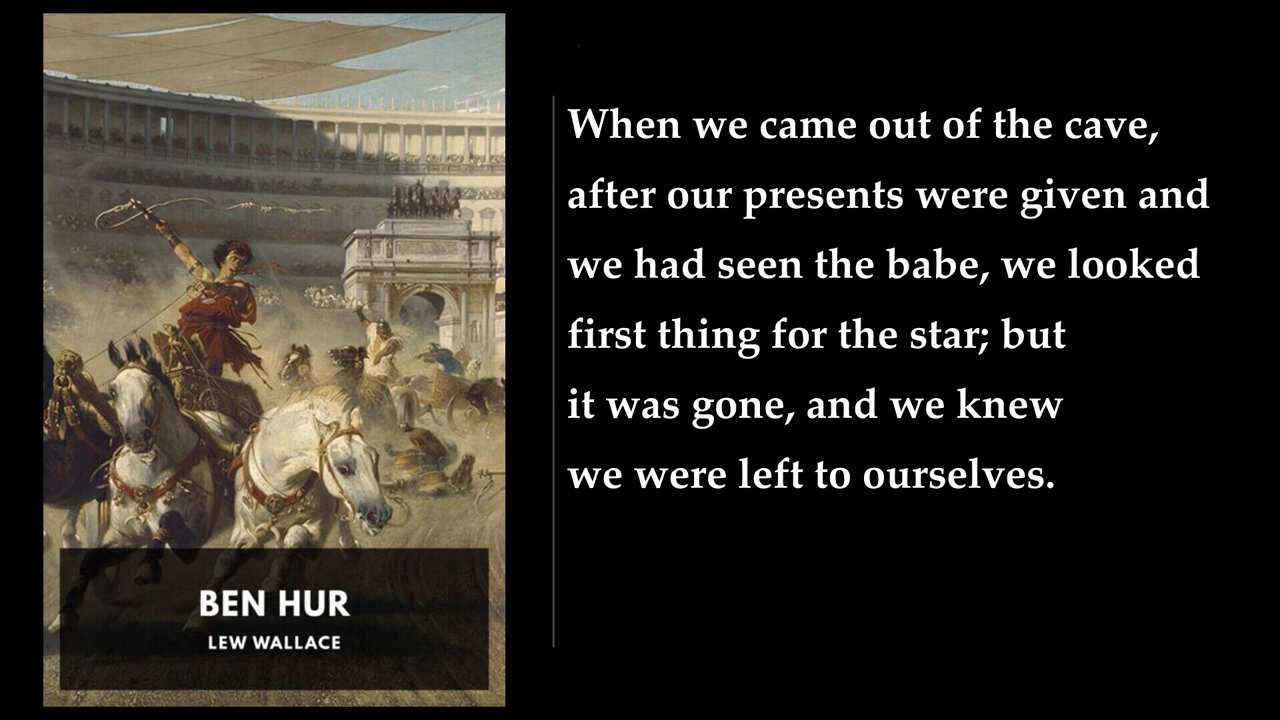 BEN HUR
LEW WALLACE
When we came out of the cave,
after our presents were given and
we had seen the babe, we looked
first thing for the star; but
it was gone, and we knew
we were left to ourselves.